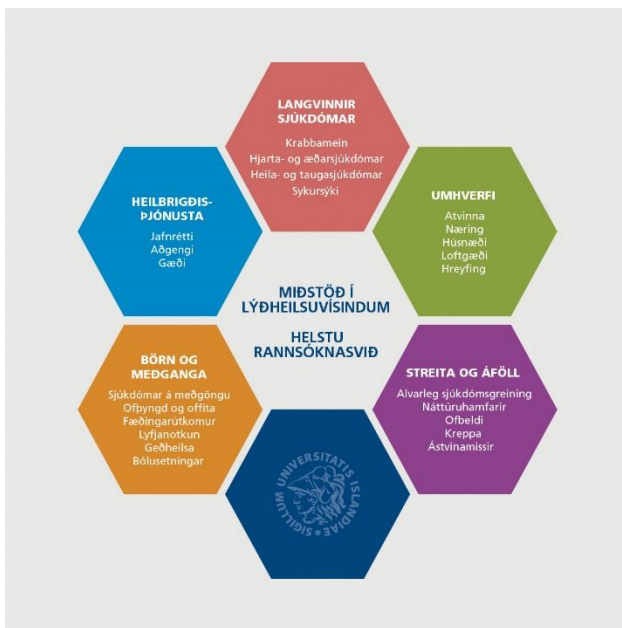 LANGVINNIR
SJÚKDÓMAR
Krabbamein
Hjarta- og æðarsjúkdómar
Heila- og taugasjúkdómar
Sykursýki
HEILBRIGÐIS-
ÞJÓNUSTA
Jafnrétti
Aðgengi
Gæði
UMHVERFI
Atvinna
Næring
Húsnæði
Loftgæði
Hreyfing
MIÐSTÖÐ Í
LÝÐHEILSUVÍSINDUM
HELSTU
RANNSÓKNASVIÐ
BÖRN OG
MEÐGANGA
Sjúkdómar á meðgöngu
Ofþyngd og offita
Fæðingarútkomur
Lyfjanotkun
Geðheilsa
Bólusetningar
STREITA OG ÁFÖLL
Alvarleg sjúkdómsgreining
Náttúruhamfarir
Ofbeldi
Kreppa
Ástvinamissir
SIGILLUM UNIVERSITATIS ISLANDIAE